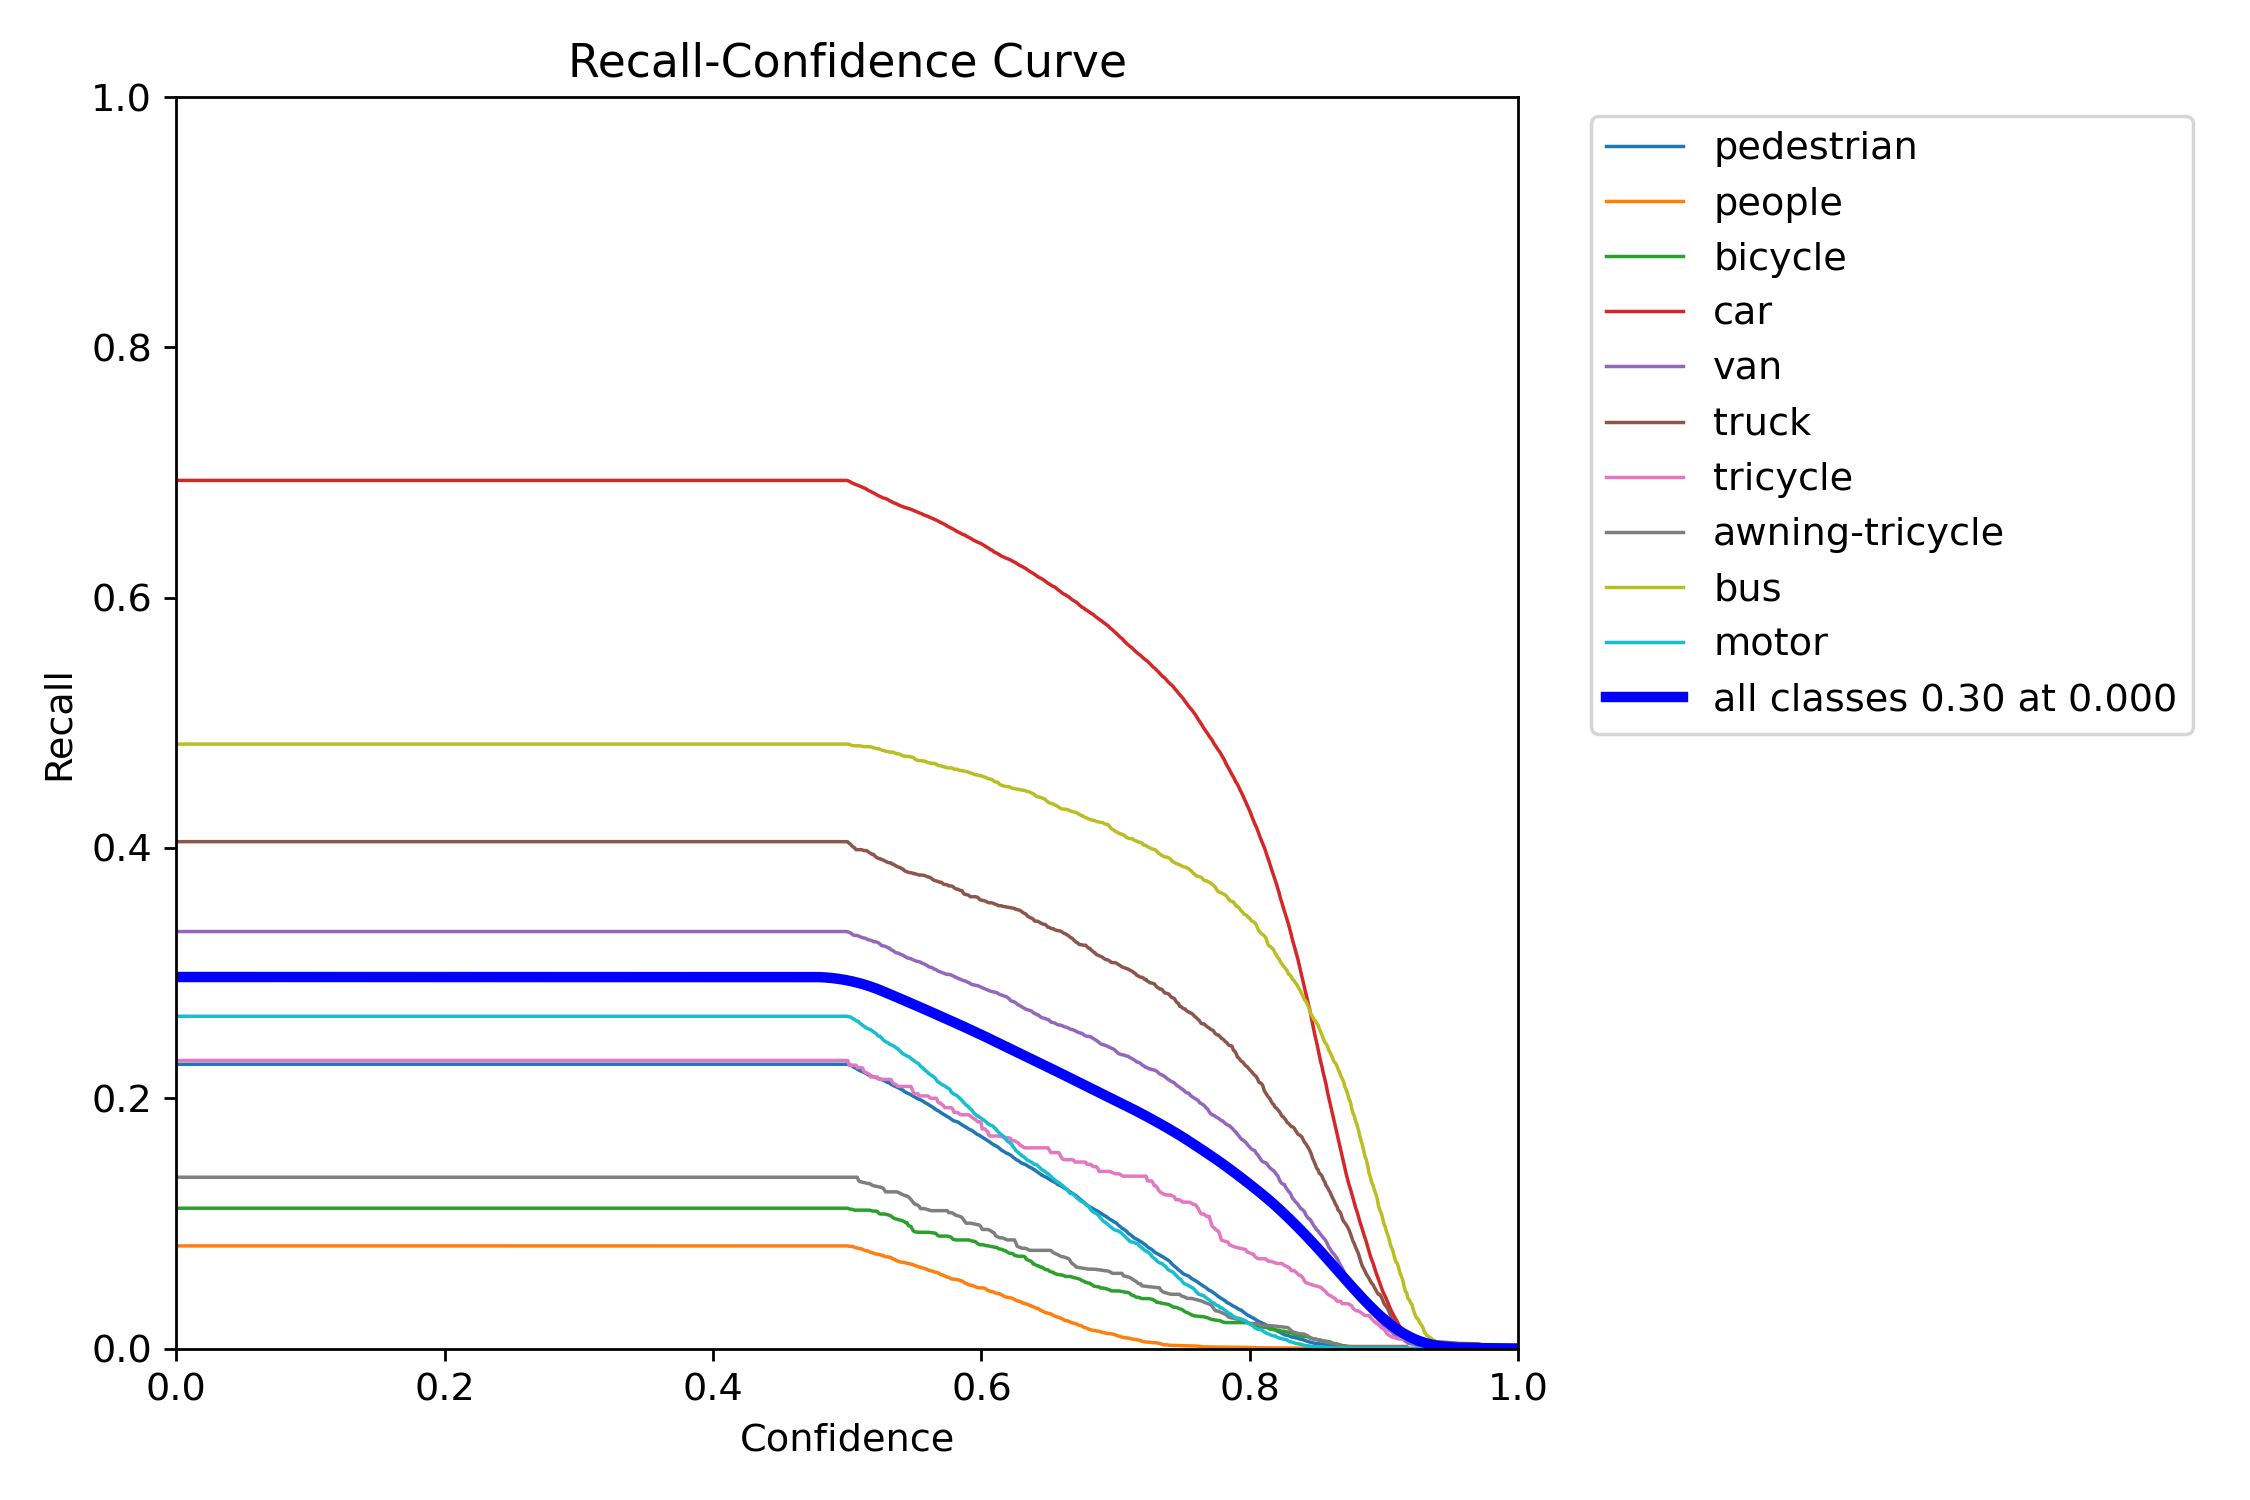 Recall-Confidence Curve
1.0
0.8
0.6
0.4
0.2
0.0
Recall
0.0 0.2 0.4 0.6 0.8 1.0
Confidence
pedestrian
people
bicycle
car
van
truck
tricycle
awning-tricycle
bus
motor
all classes 0.30 at 0.000